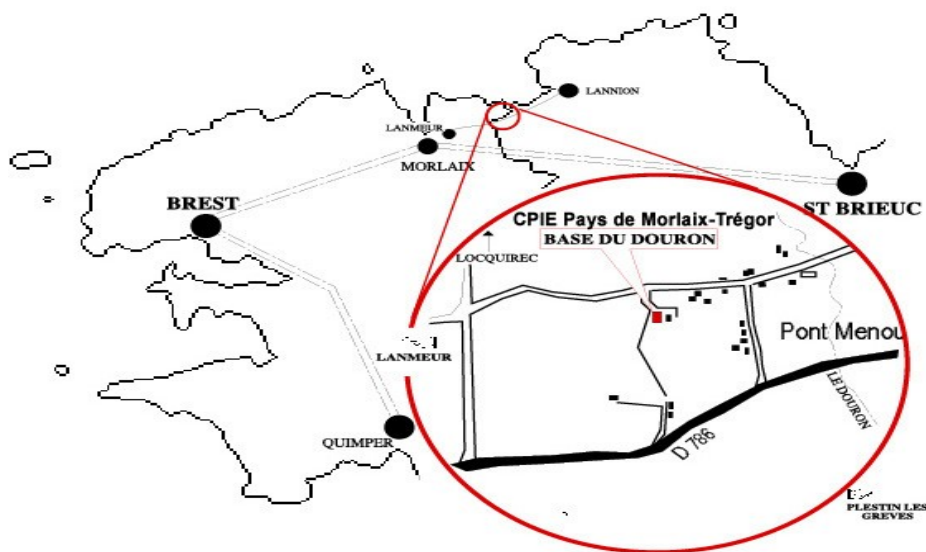 LANNION
LANMEUR
MORLAIX
BREST
ST BRIEUC
CPIE Pays de Morlaix-Trégor
BASE DU DOURON
LOCQUIREC
Pont Menou
LANMEUR
LE DOURON
QUIMPER
D 786
PLESTIN LES
GREVES